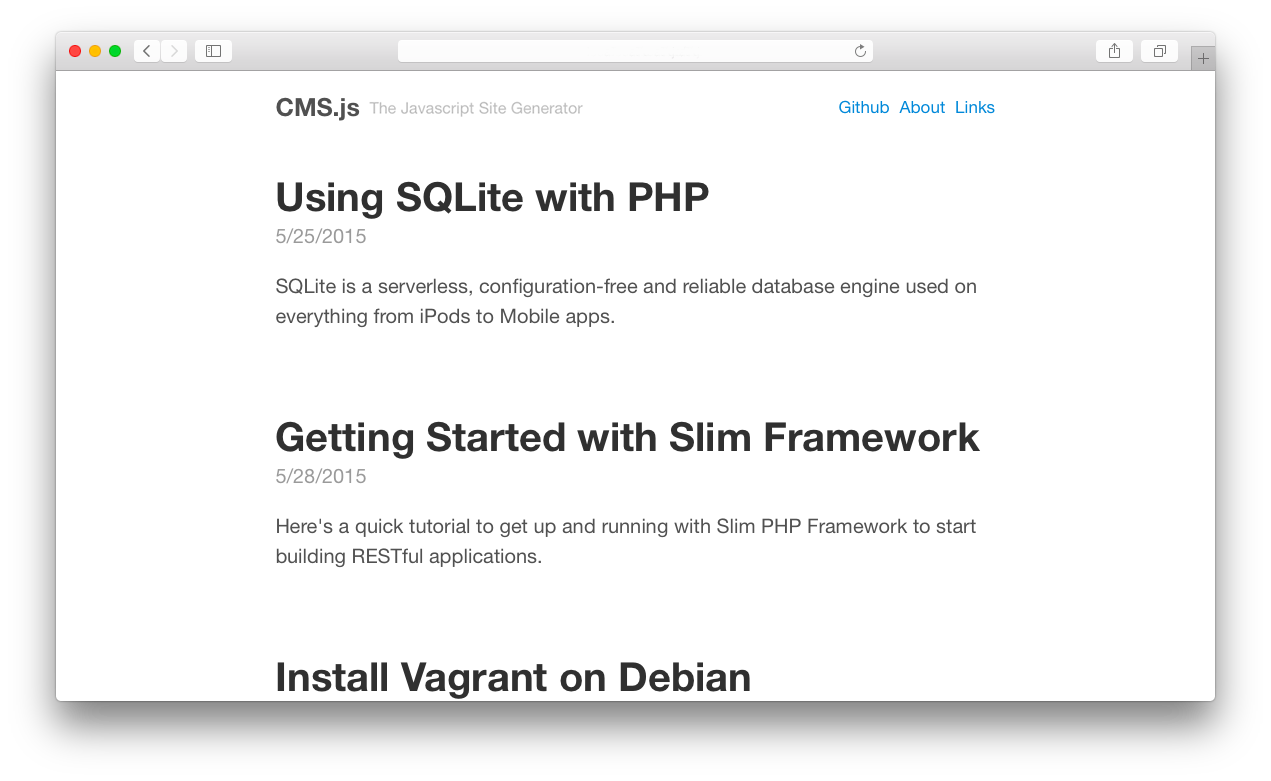 CMS.js The Javascript Site Generator Github About Links
Using SQLite with PHP
5/25/2015
SQLite is a serverless, configuration-free and reliable database engine used on
everything from iPods to Mobile apps.
Getting Started with Slim Framework
5/28/2015
Here's a quick tutorial to get up and running with Slim PHP Framework to start
building RESTful applications.
Install Vagrant on Debian